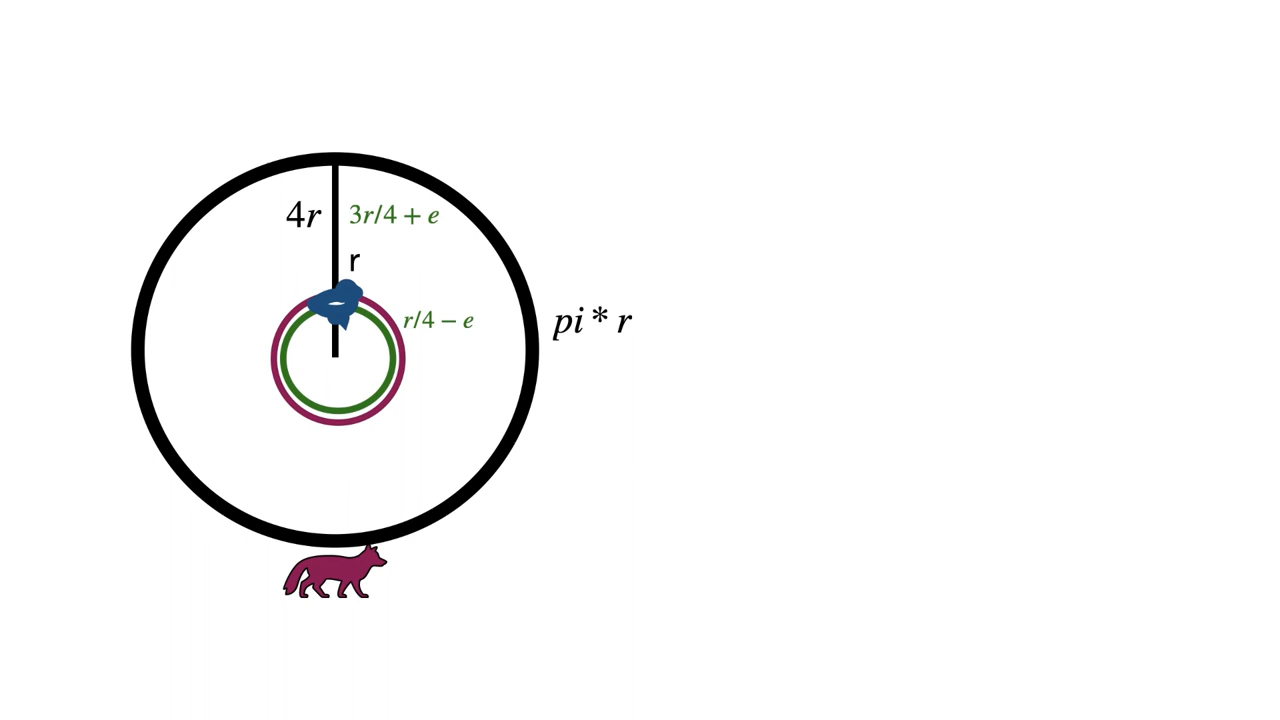 4r
3r/4 + e
r
r/4 − e
pi * r